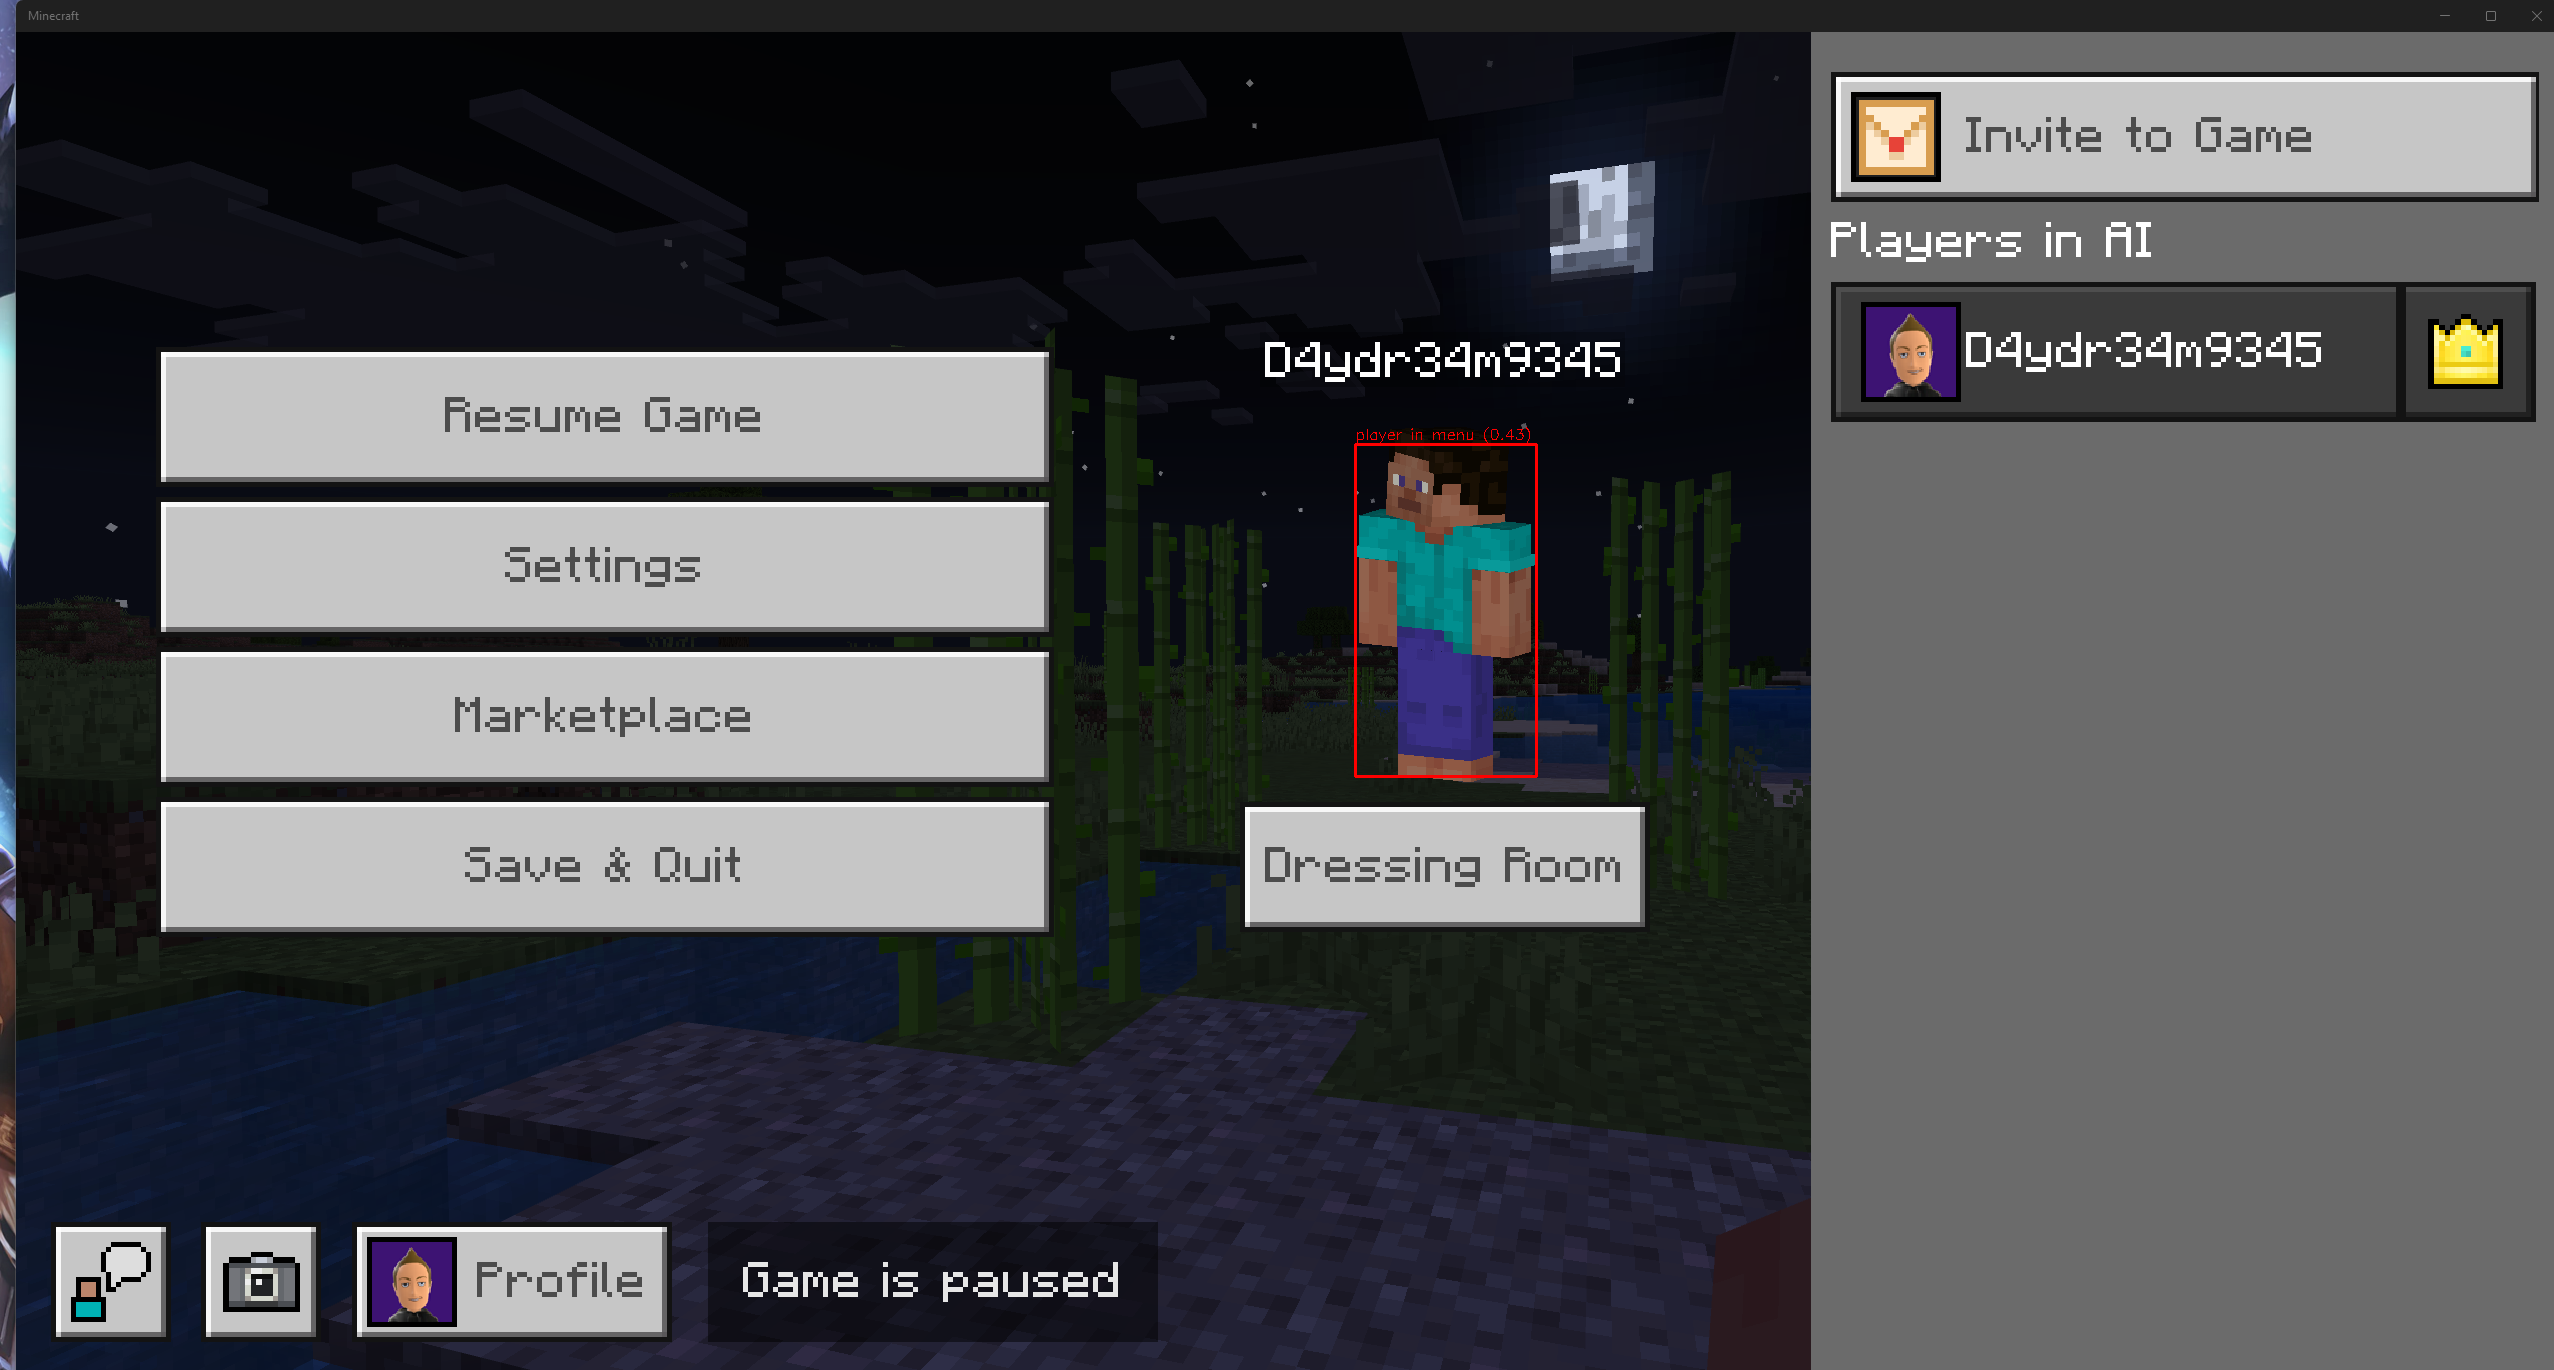 Minecraft
Invite to Game
Players in AI
D4ydr34m9345
D4ydr34m9345
player in menu (0.43)
Resume Game
Settings
Marketplace
Save & Quit
Dressing Room
Profile
Game is paused